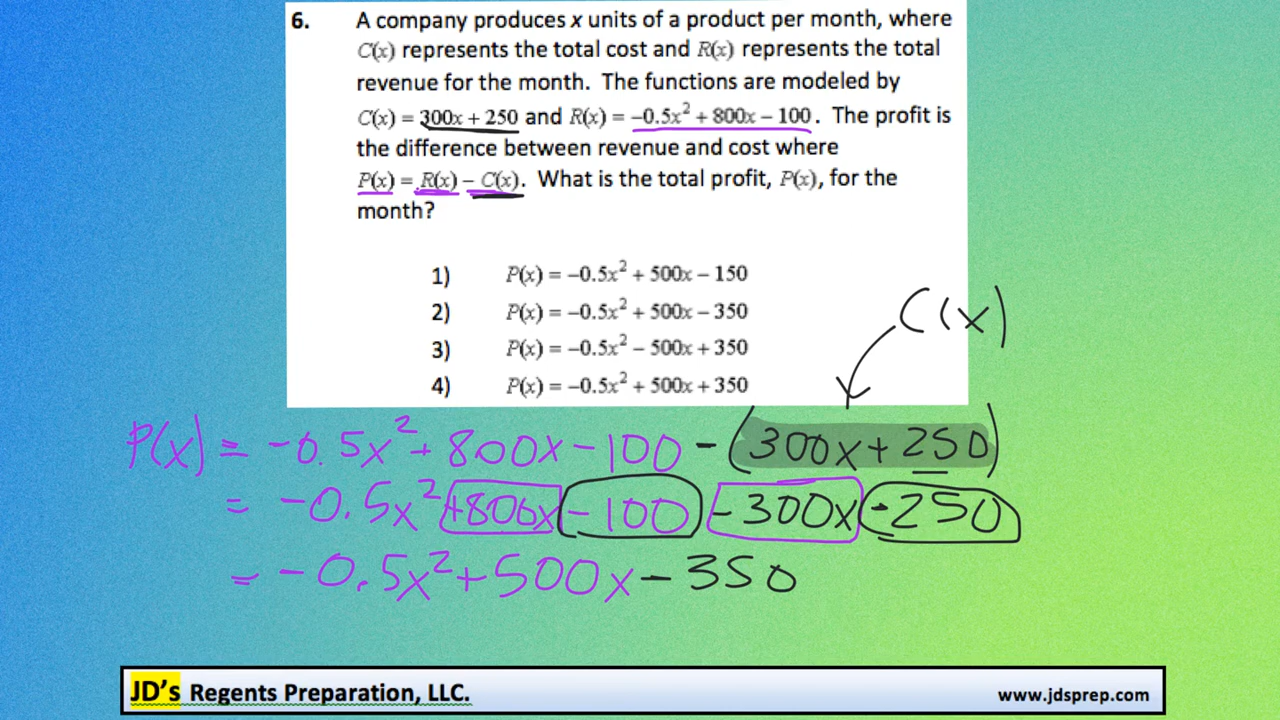 6. A company produces x units of a product per month, where
C(x) represents the total cost and R(x) represents the total
revenue for the month. The functions are modeled by
C(x) = 300x + 250 and R(x) = −0.5x² + 800x − 100. The profit is
the difference between revenue and cost where
P(x) = R(x) − C(x). What is the total profit, P(x), for the
month?
1) P(x) = −0.5x² + 500x − 150
2) P(x) = −0.5x² + 500x − 350
3) P(x) = −0.5x² − 500x + 350
4) P(x) = −0.5x² + 500x + 350
C(x)
P(x) = −0.5x² + 800x − 100 − (300x + 250)
= −0.5x² +800x − 100 − 300x − 250
= −0.5x² + 500x − 350
JD's Regents Preparation, LLC.
www.jdsprep.com